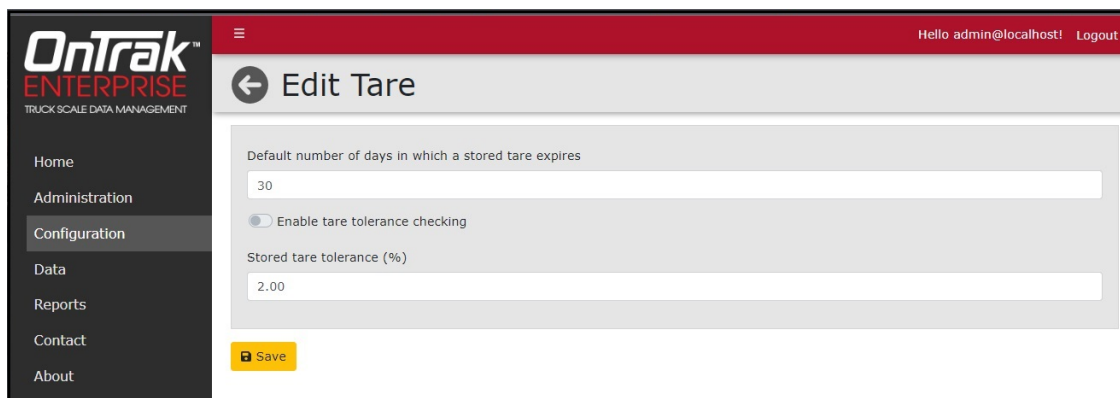 OnTrak™
ENTERPRISE
TRUCK SCALE DATA MANAGEMENT
Hello admin@localhost! Logout
Edit Tare
Home
Administration
Configuration
Data
Reports
Contact
About
Default number of days in which a stored tare expires
30
Enable tare tolerance checking
Stored tare tolerance (%)
2.00
Save